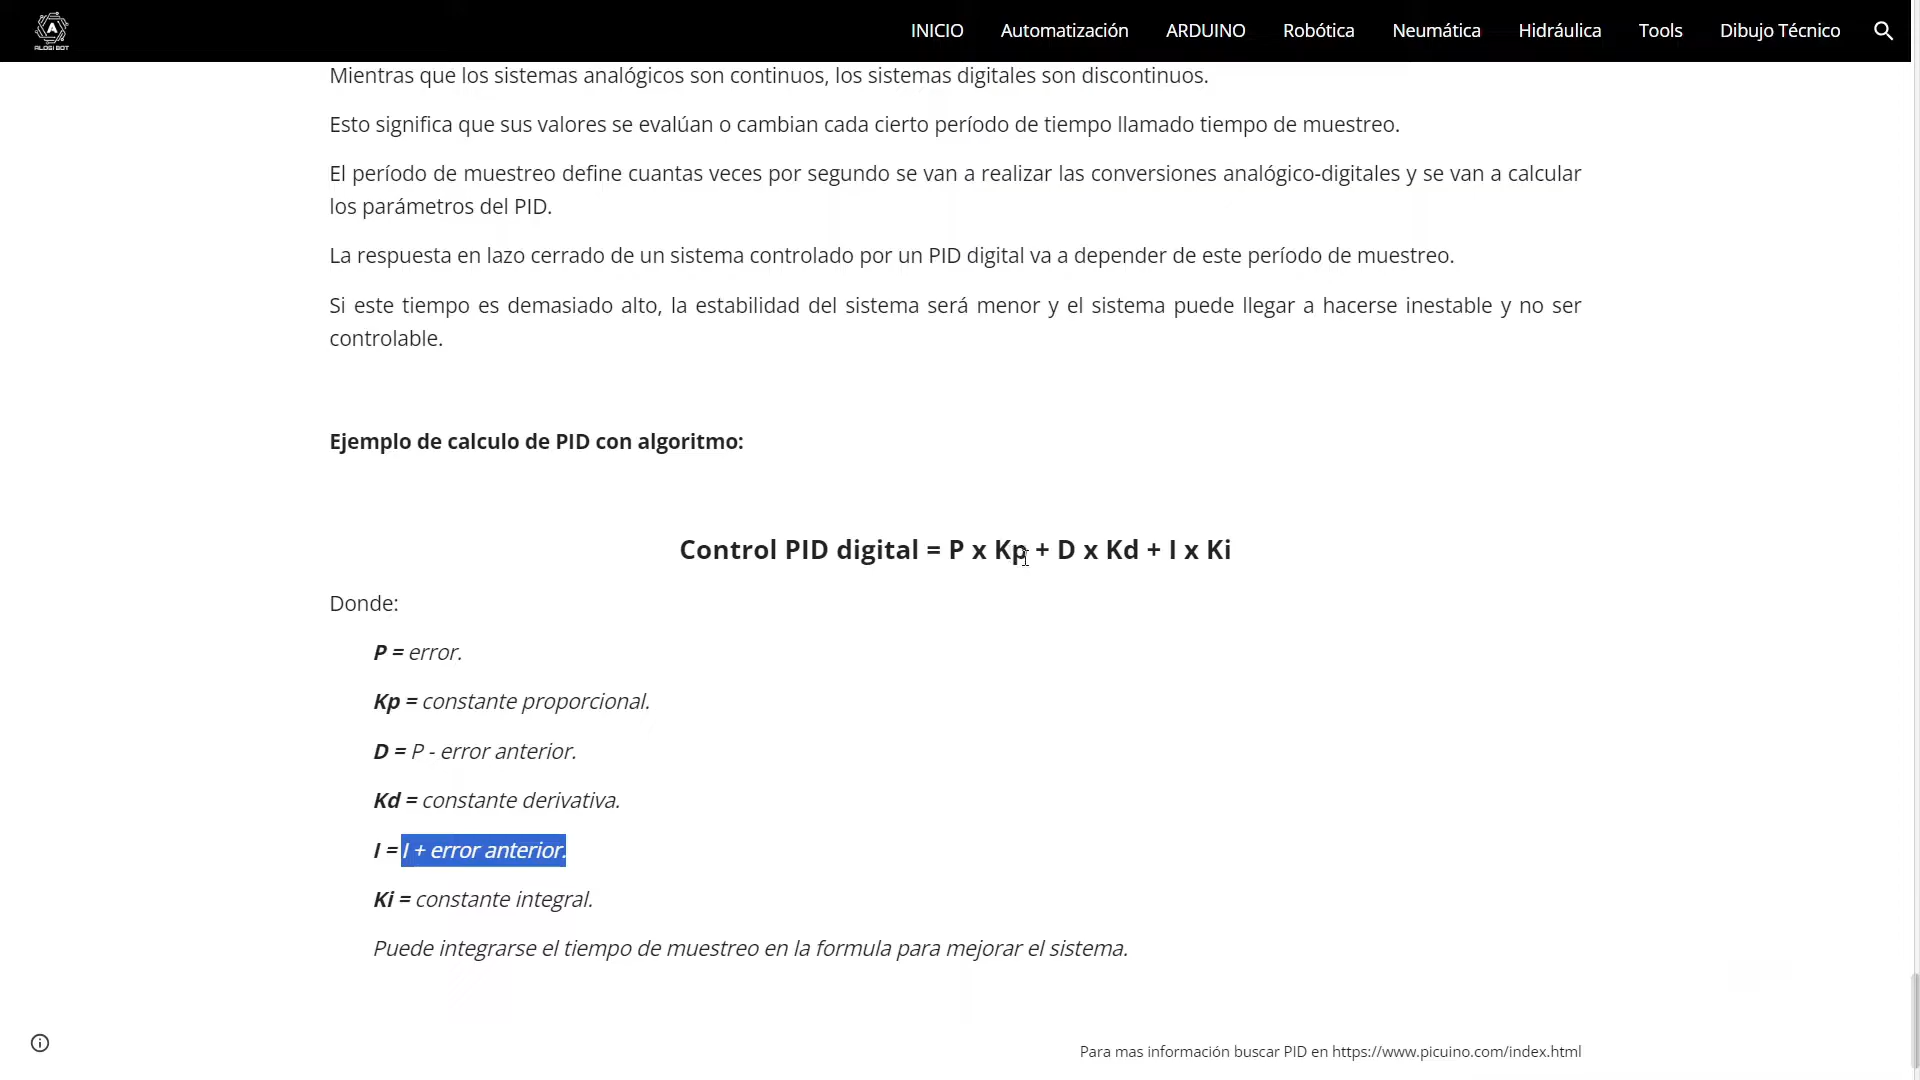 ALOGI BOT
INICIO Automatización ARDUINO Robótica Neumática Hidráulica Tools Dibujo Técnico
Mientras que los sistemas analógicos son continuos, los sistemas digitales son discontinuos.
Esto significa que sus valores se evalúan o cambian cada cierto período de tiempo llamado tiempo de muestreo.
El período de muestreo define cuantas veces por segundo se van a realizar las conversiones analógico-digitales y se van a calcular
los parámetros del PID.
La respuesta en lazo cerrado de un sistema controlado por un PID digital va a depender de este período de muestreo.
Si este tiempo es demasiado alto, la estabilidad del sistema será menor y el sistema puede llegar a hacerse inestable y no ser
controlable.
Ejemplo de calculo de PID con algoritmo:
Control PID digital = P x Kp + D x Kd + I x Ki
Donde:
P = error.
Kp = constante proporcional.
D = P - error anterior.
Kd = constante derivativa.
I = I + error anterior.
Ki = constante integral.
Puede integrarse el tiempo de muestreo en la formula para mejorar el sistema.
Para mas información buscar PID en https://www.picuino.com/index.html